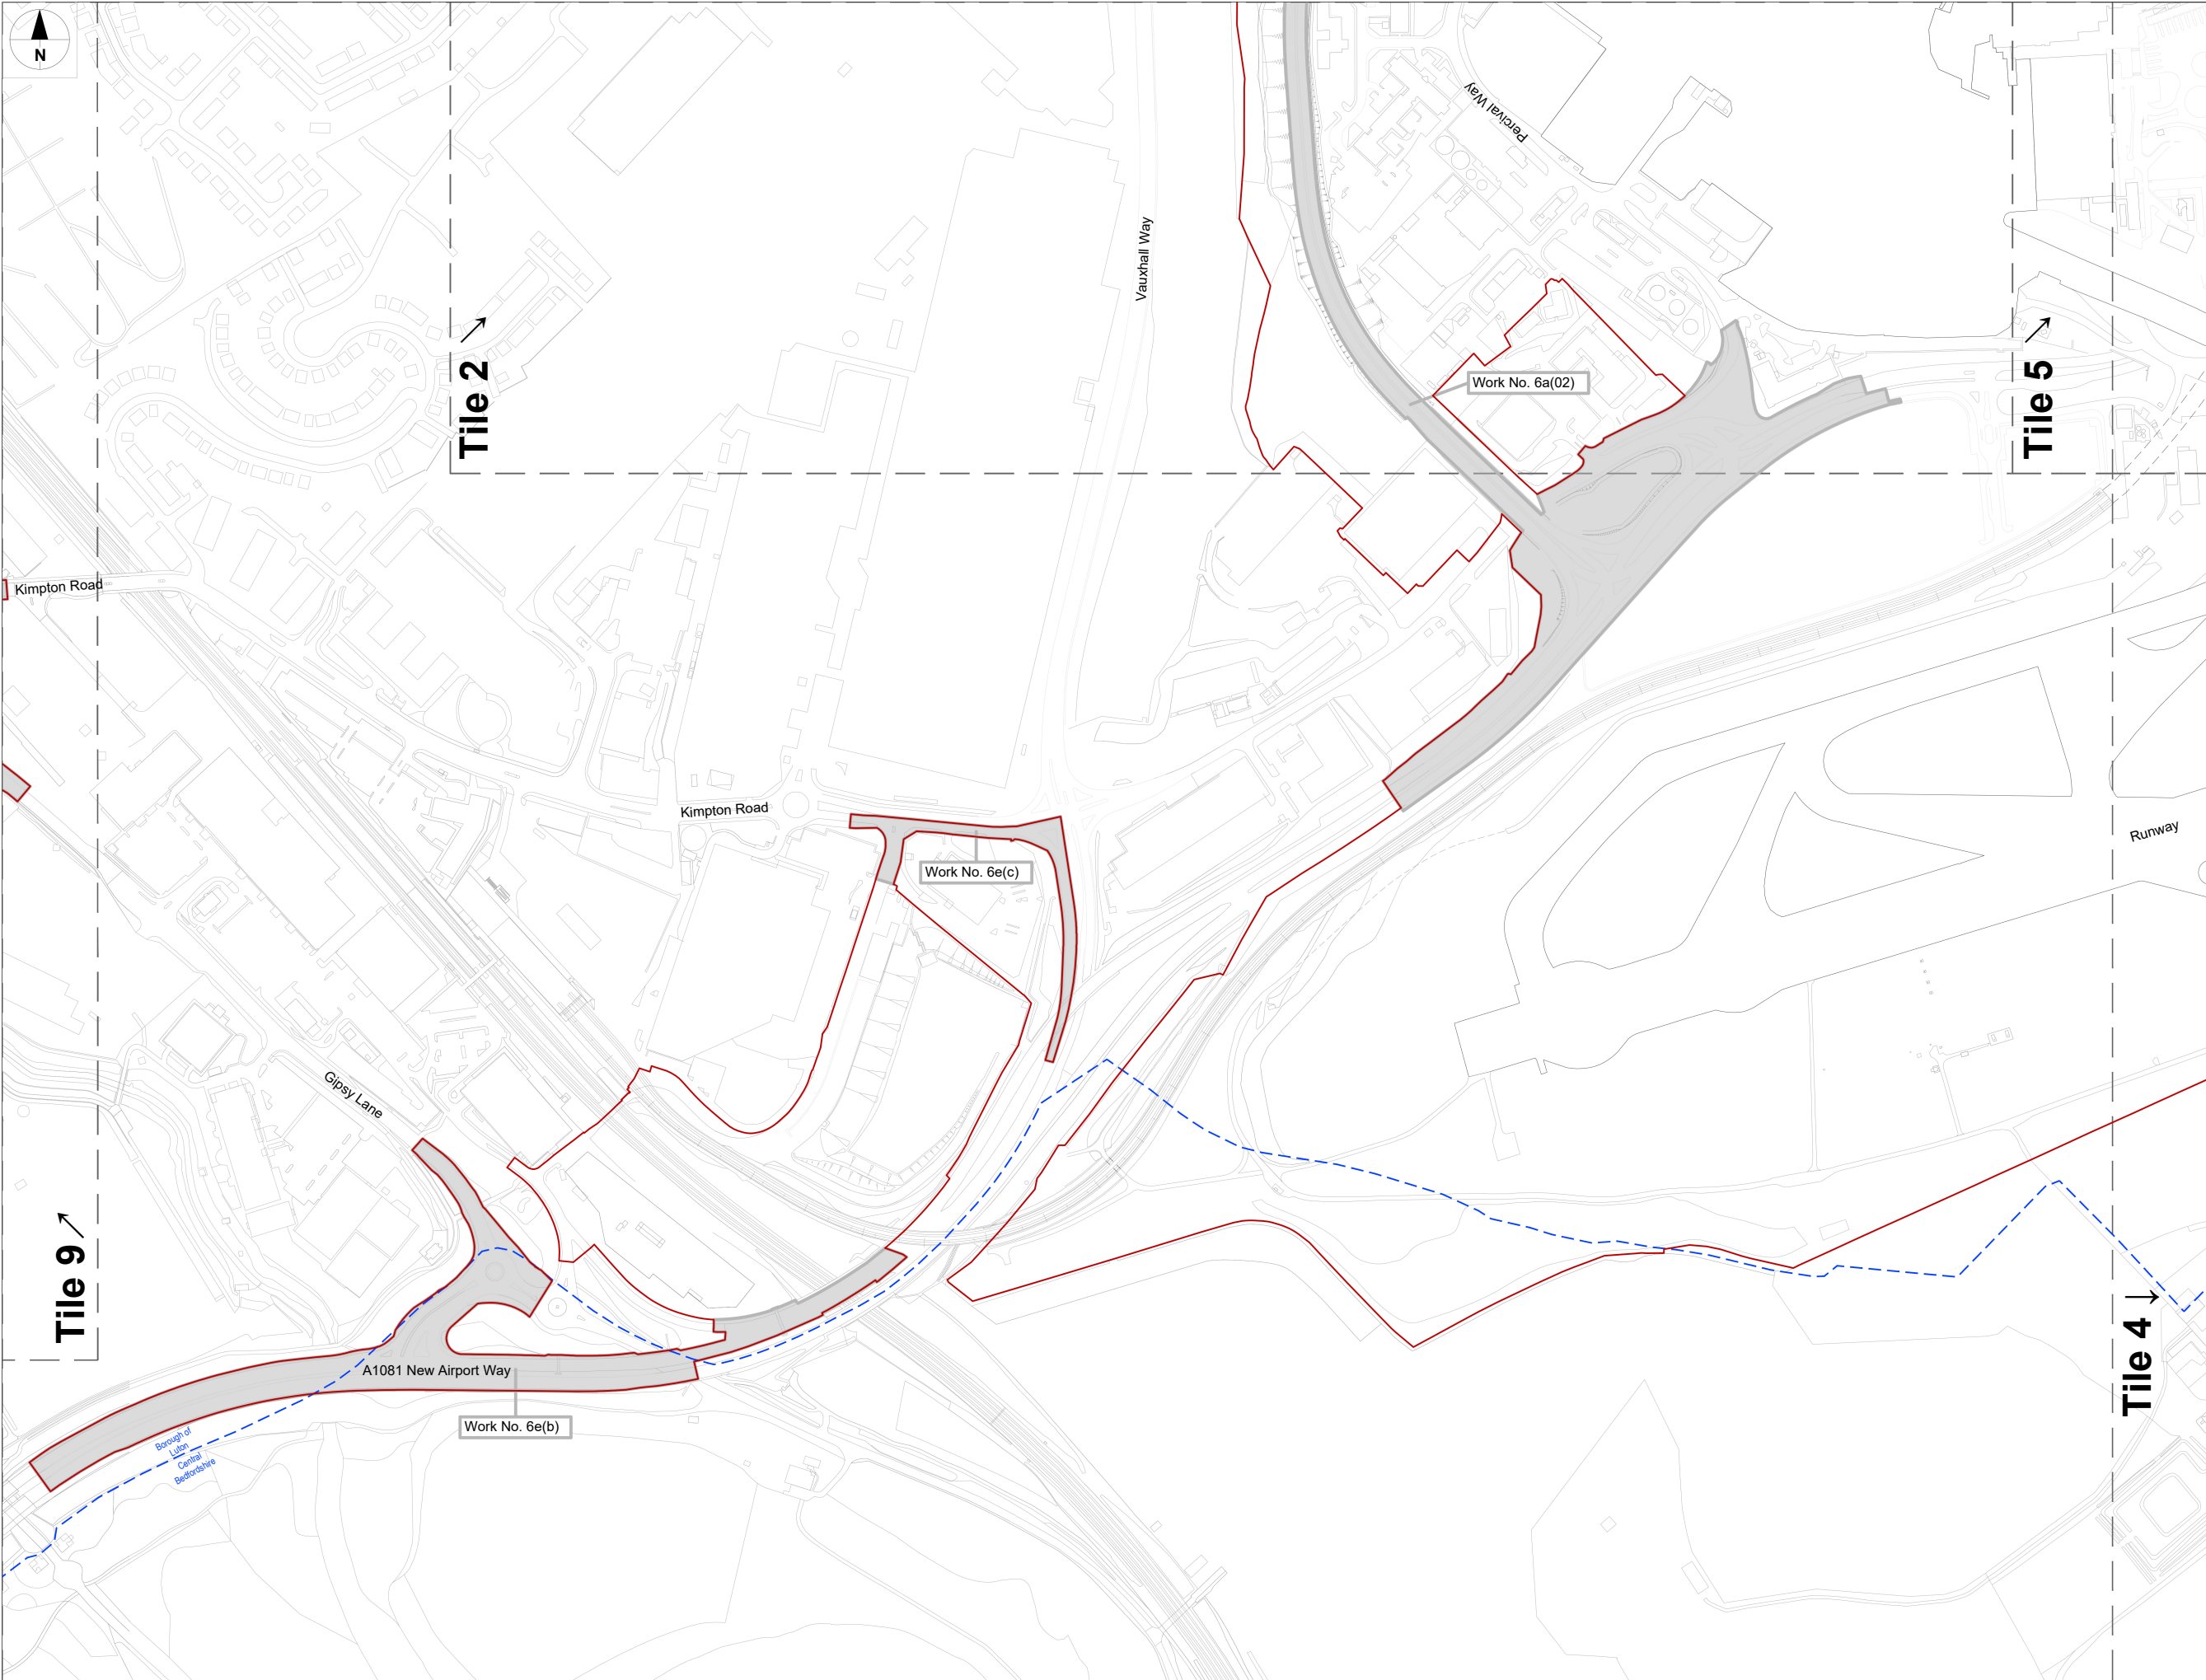 N
Percival Way
Vauxhall Way
Tile 2
Tile 5
Work No. 6a(02)
Kimpton Road
Kimpton Road
Runway
Work No. 6e(c)
Gipsy Lane
Tile 9
Tile 4
A1081 New Airport Way
Work No. 6e(b)
Borough of
Luton
Central
Bedfordshire